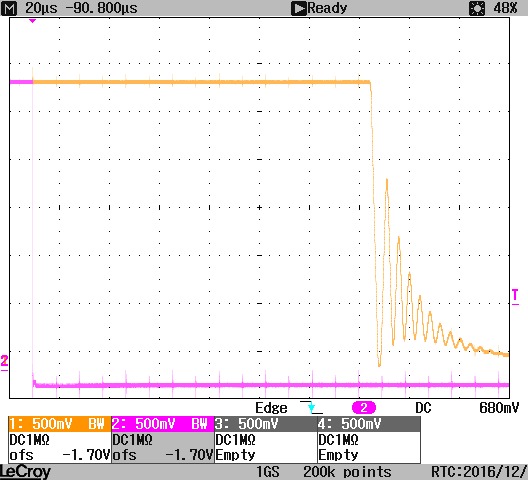 M 20µs -90.800µs Ready 48%
T
2
Edge 2 DC 680mV
1: 500mV BW 2: 500mV BW 3: 500mV 4: 500mV
DC1MΩ DC1MΩ DC1MΩ DC1MΩ
ofs -1.70V ofs -1.70V Empty Empty
LeCroy 1GS 200k points RTC:2016/12/